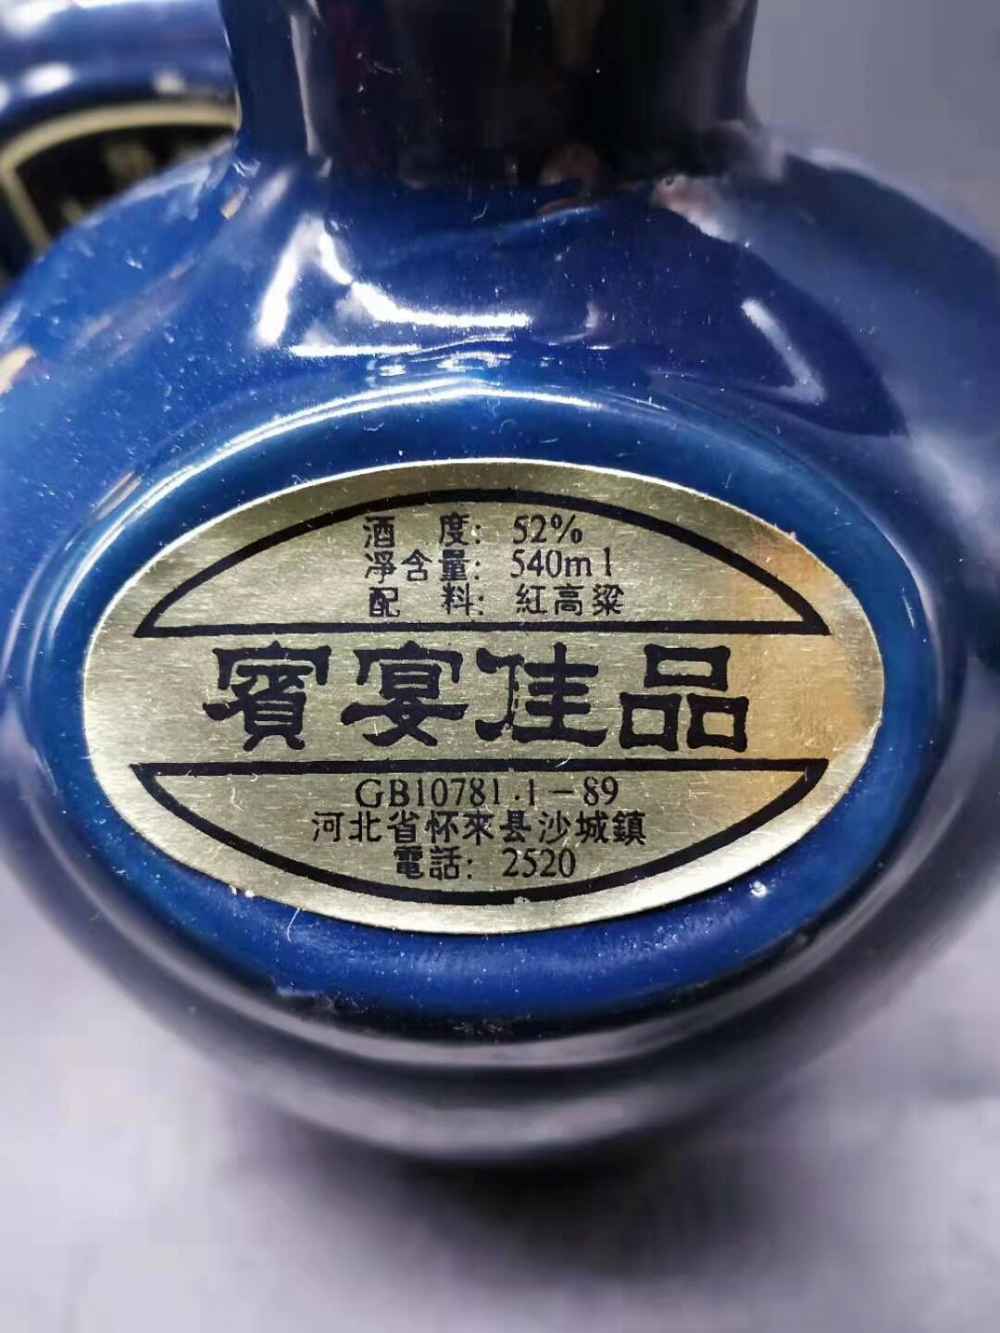 酒 度: 52%
凈含量: 540ml
配 料: 紅高粱
賓宴佳品
GB10781.1-89
河北省怀來县沙城鎮
電話: 2520